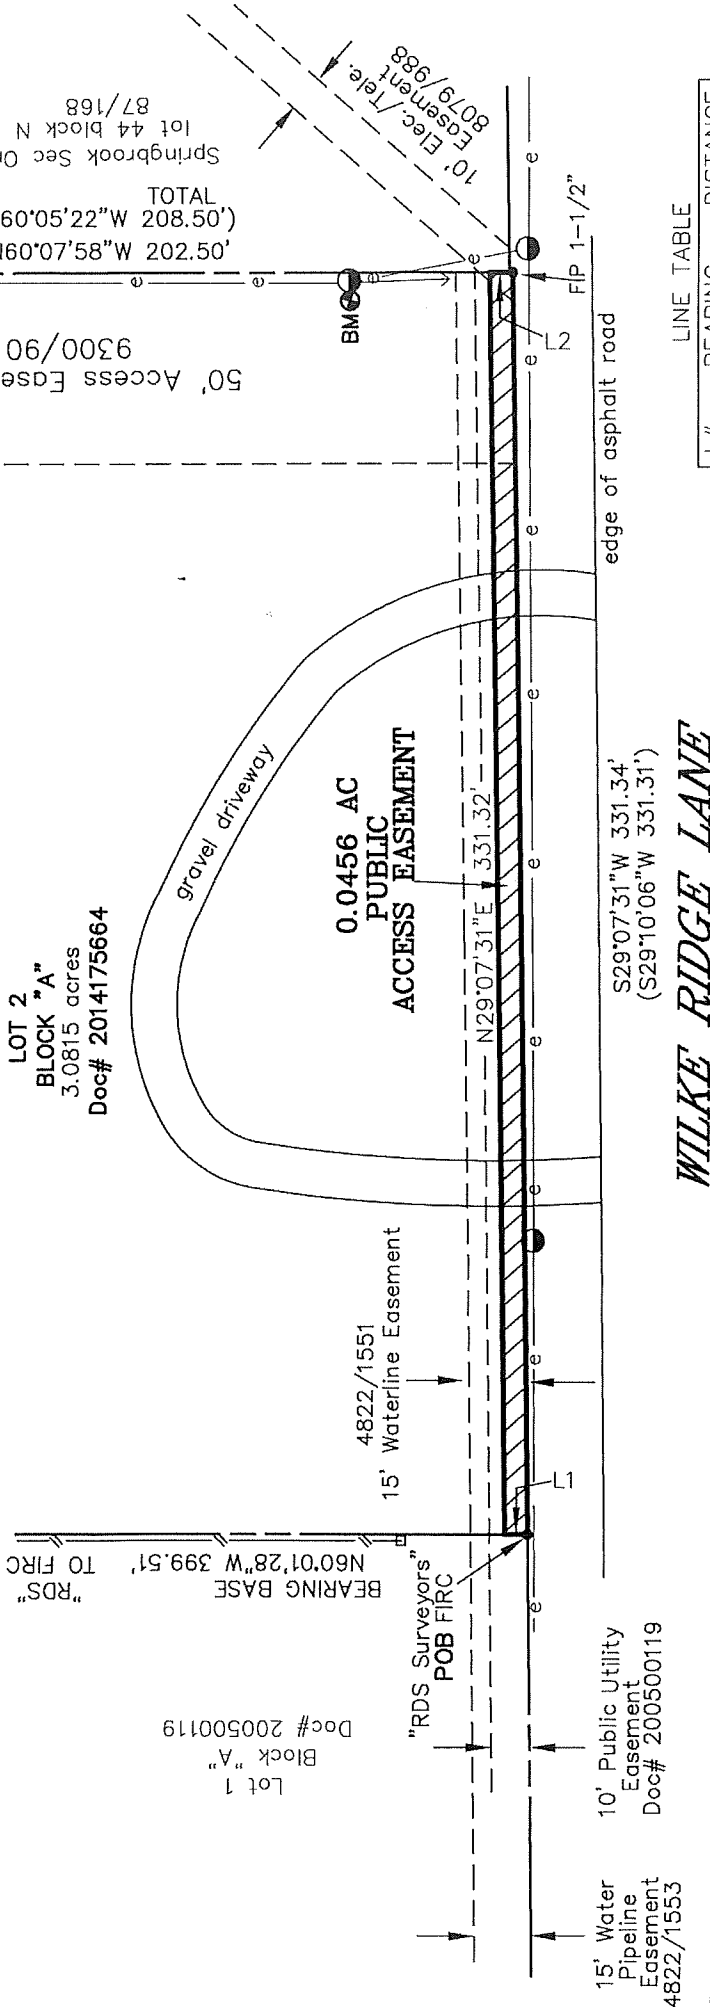 LOT 2
BLOCK "A"
3.0815 acres
Doc# 2014175664
gravel driveway
0.0456 AC
PUBLIC
ACCESS EASEMENT
N29°07'31"E 331.32'
4822/1551
15' Waterline Easement
BEARING BASE
N60°01'28"W 399.51'
"RDS"
TO FIRC
Lot 1
Block "A"
Doc# 200500119
"RDS Surveyors"
POB FIRC
L1
10' Public Utility
Easement
Doc# 200500119
15' Water
Pipeline
Easement
4822/1553
S29°07'31"W 331.34'
(S29°10'06"W 331.31')
WILKE RIDGE LANE
edge of asphalt road
L2
FIP 1-1/2"
BM
50' Access
9300/90
60°07'58"W 202.50'
60°05'22"W 208.50')
TOTAL
Springbrook Sec
lot 44 block N
87/168
10' Elec./Tele.
Easement
8079/988
e
e
e
e
e
e
e
e
e
e
e
e
e
LINE TABLE
BEARING DISTANCE